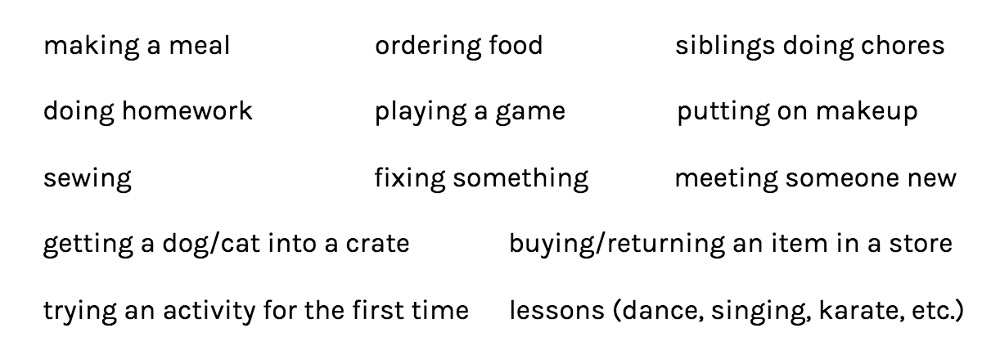 making a meal ordering food siblings doing chores
doing homework playing a game putting on makeup
sewing fixing something meeting someone new
getting a dog/cat into a crate buying/returning an item in a store
trying an activity for the first time lessons (dance, singing, karate, etc.)